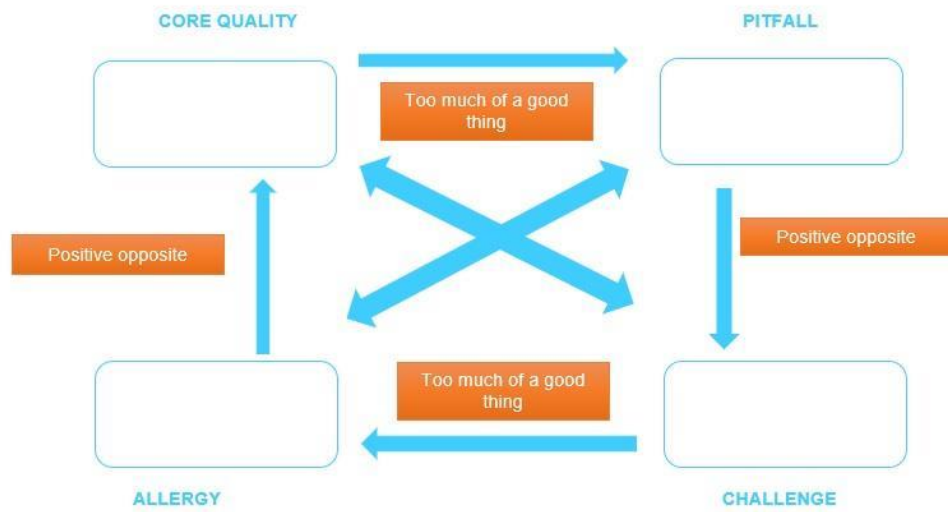 CORE QUALITY
PITFALL
Too much of a good
thing
Positive opposite
Positive opposite
Too much of a good
thing
ALLERGY
CHALLENGE